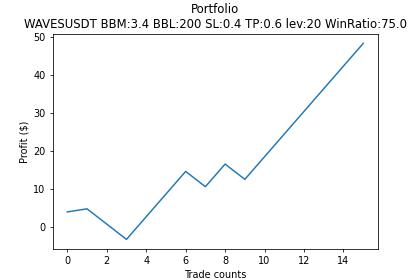 Portfolio
WAVESUSDT BBM:3.4 BBL:200 SL:0.4 TP:0.6 lev:20 WinRatio:75.0
50
40
30
20
10
0
Profit ($)
0 2 4 6 8 10 12 14
Trade counts